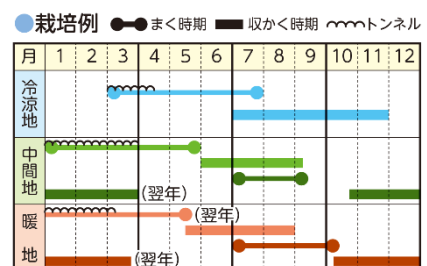 ●栽培例 まく時期 収かく時期 トンネル
月 1 2 3 4 5 6 7 8 9 10 11 12
冷涼地
中間地
(翌年)
暖地
(翌年)
(翌年)